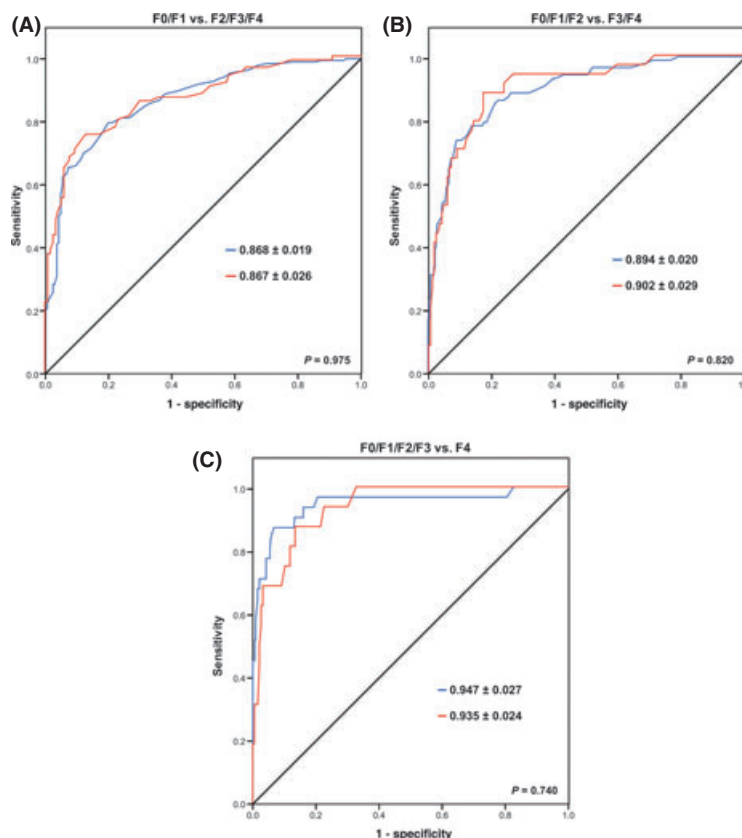 (A)
F0/F1 vs. F2/F3/F4
1.0
0.8
0.6
0.4
0.2
0.0
Sensitivity
0.868 ± 0.019
0.867 ± 0.026
P = 0.975
0.0 0.2 0.4 0.6 0.8 1.0
1 - specificity
(B)
F0/F1/F2 vs. F3/F4
1.0
0.8
0.6
0.4
0.2
0.0
Sensitivity
0.894 ± 0.020
0.902 ± 0.029
P = 0.820
0.0 0.2 0.4 0.6 0.8 1.0
1 - specificity
(C)
F0/F1/F2/F3 vs. F4
1.0
0.8
0.6
0.4
0.2
0.0
Sensitivity
0.947 ± 0.027
0.935 ± 0.024
P = 0.740
0.0 0.2 0.4 0.6 0.8 1.0
1 - specificity